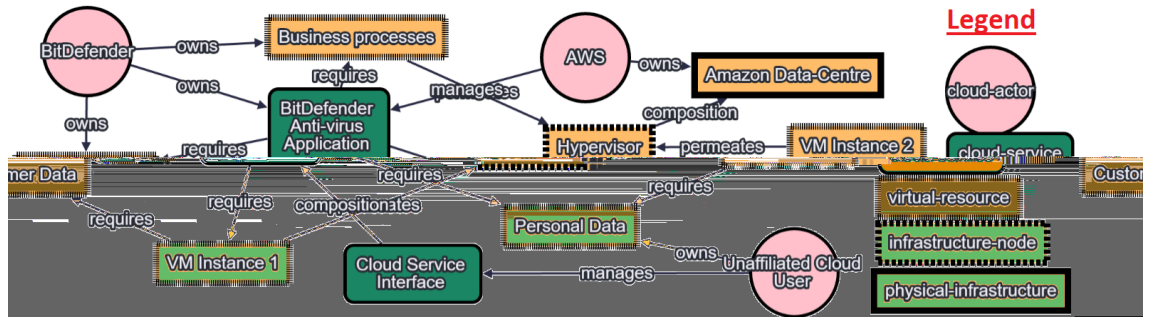 Legend
BitDefender
owns
Business processes
AWS
owns
Amazon Data-Centre
cloud-actor
owns
requires
manages
composition
BitDefender
Anti-virus
Application
owns
requires
Hypervisor
permeates
VM Instance 2
cloud-service
mer Data
requires
requires
Custom
virtual-resource
requires
requires
composition
Personal Data
infrastructure-node
VM Instance 1
Cloud Service
Interface
manages
owns
Unaffiliated Cloud
User
physical-infrastructure